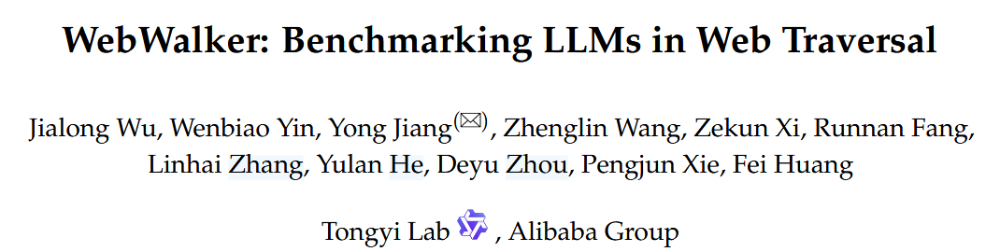 WebWalker: Benchmarking LLMs in Web Traversal
Jialong Wu, Wenbiao Yin, Yong Jiang(✉), Zhenglin Wang, Zekun Xi, Runnan Fang,
Linhai Zhang, Yulan He, Deyu Zhou, Pengjun Xie, Fei Huang
Tongyi Lab , Alibaba Group